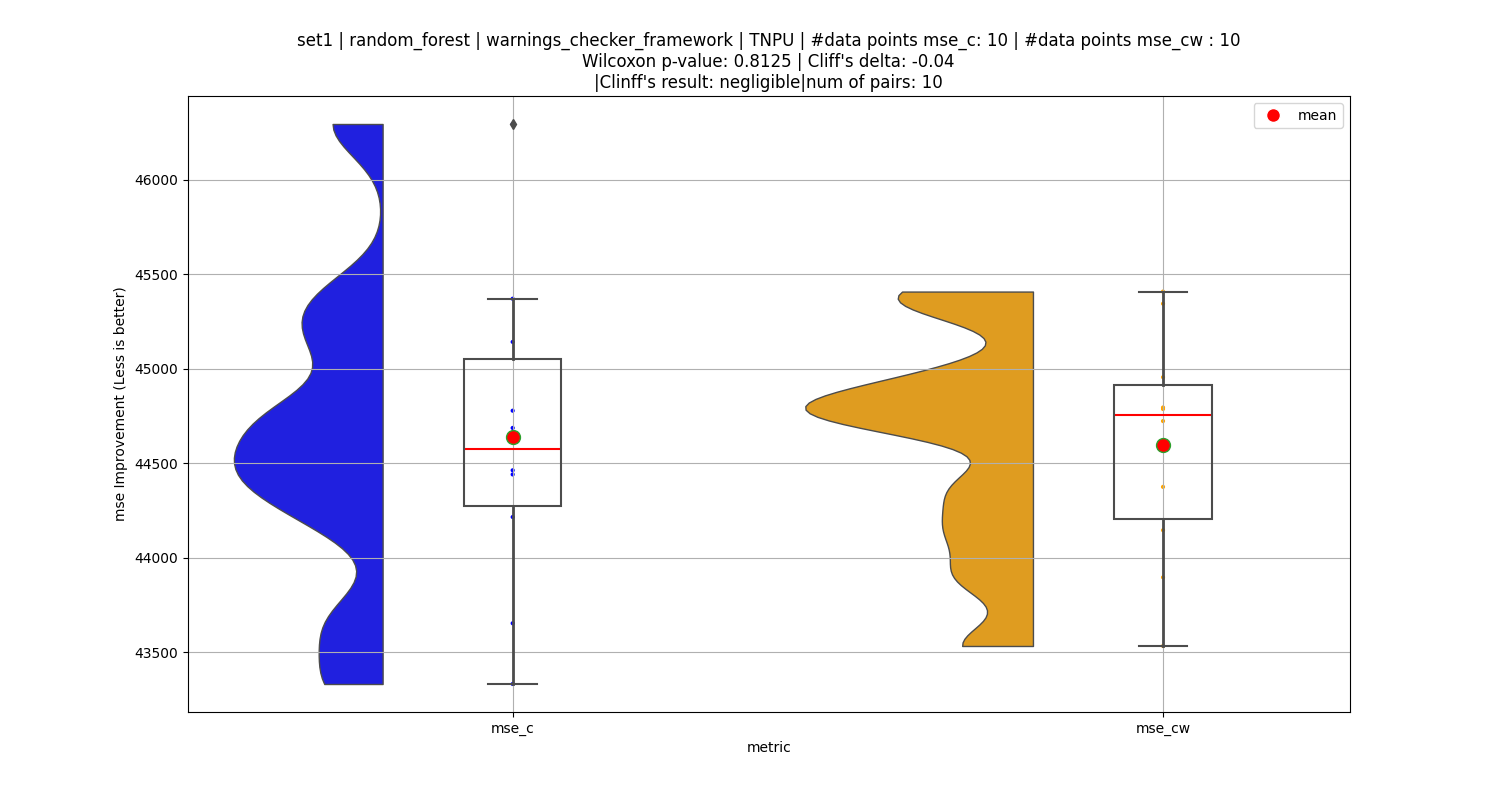 set1 | random_forest | warnings_checker_framework | TNPU | #data points mse_c: 10 | #data points mse_cw : 10
Wilcoxon p-value: 0.8125 | Cliff's delta: -0.04
|Clinff's result: negligible|num of pairs: 10
mean
46000
45500
45000
44500
44000
43500
mse Improvement (Less is better)
mse_c
mse_cw
metric